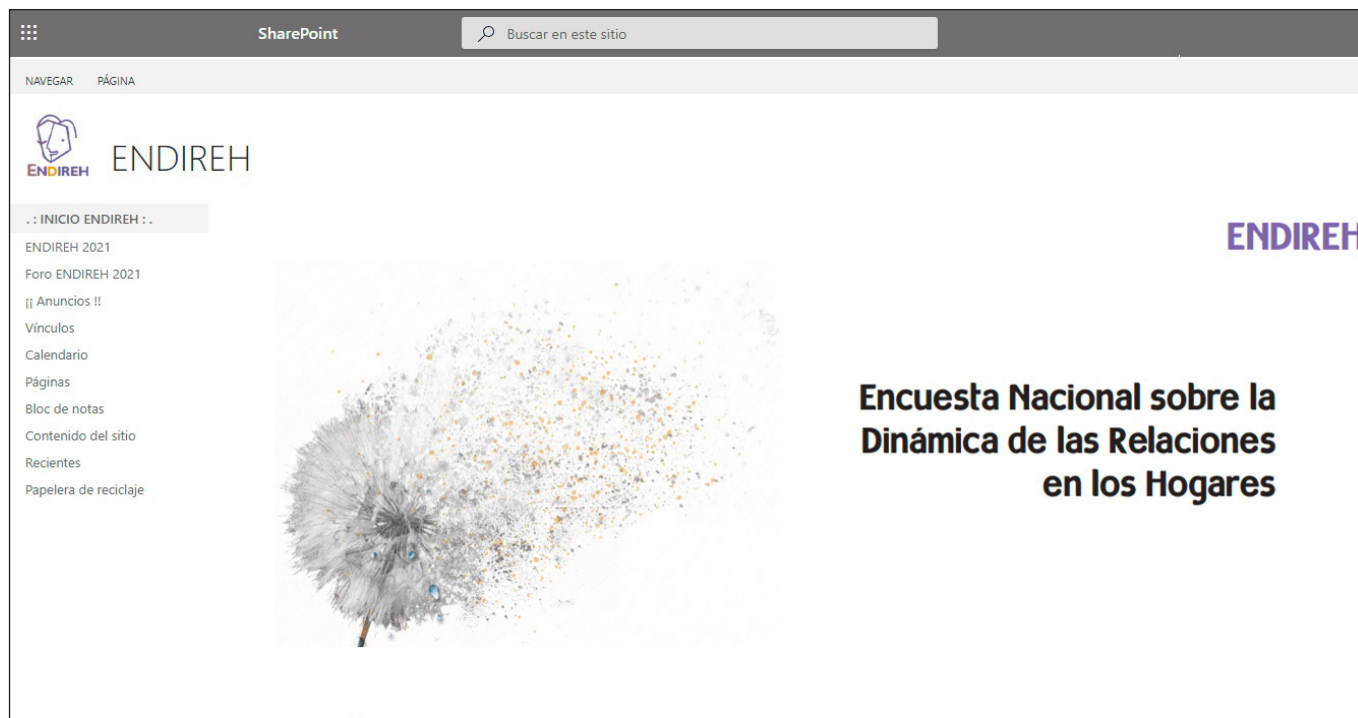 SharePoint
Buscar en este sitio
NAVEGAR PÁGINA
ENDIREH
ENDIREH
. : INICIO ENDIREH : .
ENDIREH 2021
Foro ENDIREH 2021
¡¡ Anuncios !!
Vínculos
Calendario
Páginas
Bloc de notas
Contenido del sitio
Recientes
Papelera de reciclaje
ENDIREH
Encuesta Nacional sobre la
Dinámica de las Relaciones
en los Hogares